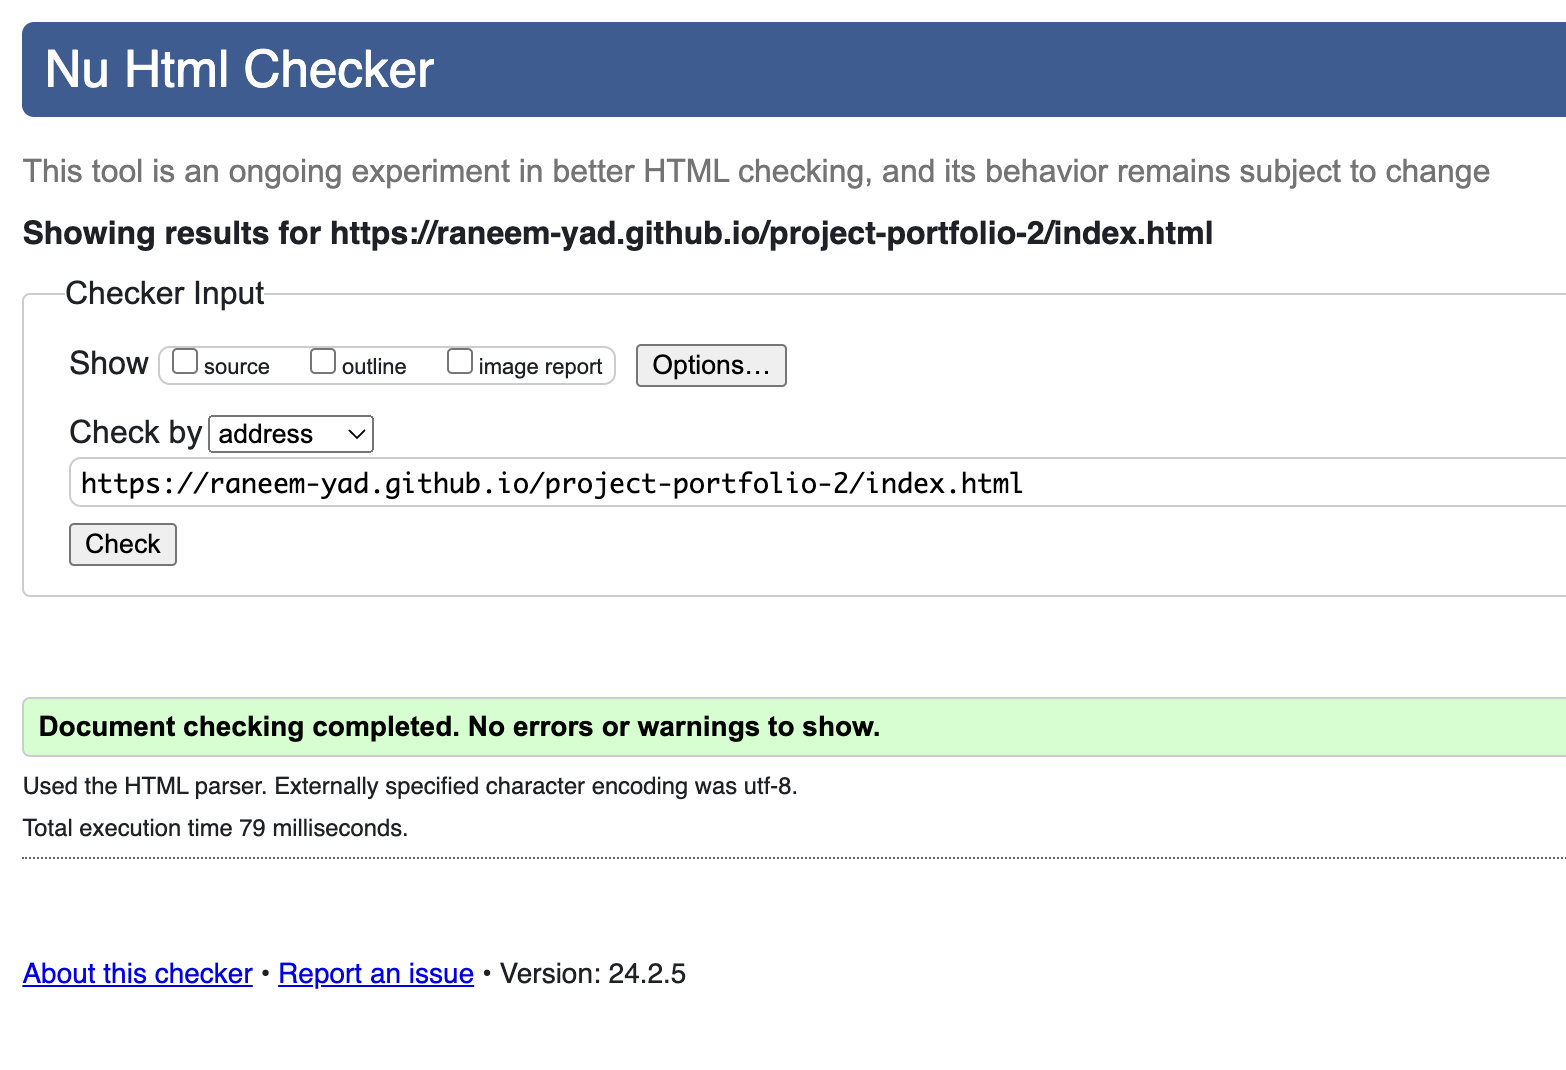 Nu Html Checker
This tool is an ongoing experiment in better HTML checking, and its behavior remains subject to change
Showing results for https://raneem-yad.github.io/project-portfolio-2/index.html
Checker Input
Show source outline image report Options…
Check by address
https://raneem-yad.github.io/project-portfolio-2/index.html
Check
Document checking completed. No errors or warnings to show.
Used the HTML parser. Externally specified character encoding was utf-8.
Total execution time 79 milliseconds.
About this checker • Report an issue • Version: 24.2.5